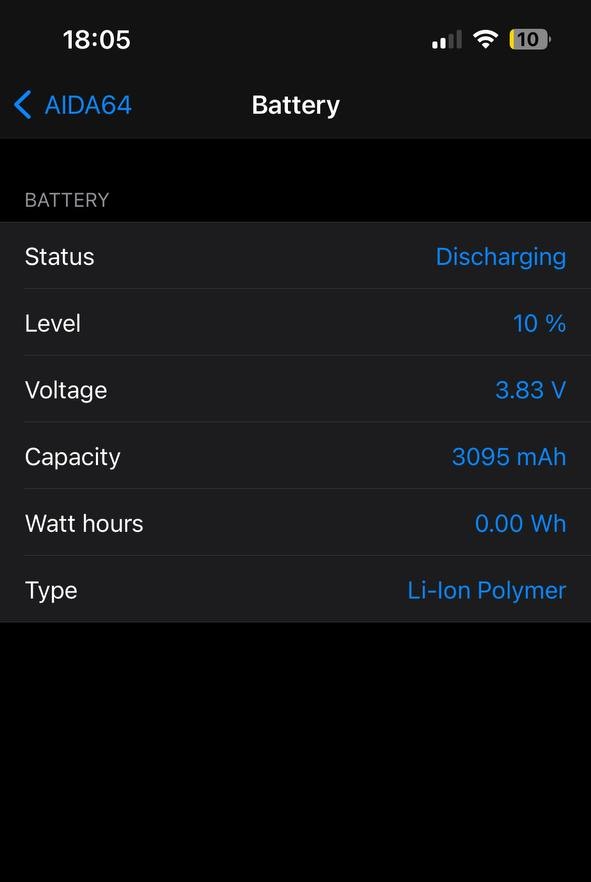 18:05 10
AIDA64 Battery
BATTERY
Status Discharging
Level 10 %
Voltage 3.83 V
Capacity 3095 mAh
Watt hours 0.00 Wh
Type Li-Ion Polymer